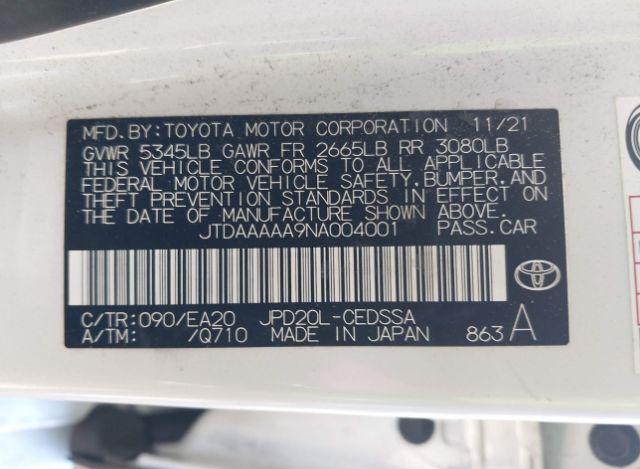 MFD.BY:TOYOTA MOTOR CORPORATION 11/21
GVWR 5345LB GAWR FR 2665LB RR 3080LB
THIS VEHICLE CONFORMS TO ALL APPLICABLE
FEDERAL MOTOR VEHICLE SAFETY,BUMPER,AND
THEFT PREVENTION STANDARDS IN EFFECT ON
THE DATE OF MANUFACTURE SHOWN ABOVE.
JTDAAAAA9NA004001 PASS.CAR
C/TR:090/EA20 JPD20L-CEDSSA
A/TM: /Q710 MADE IN JAPAN 863 A